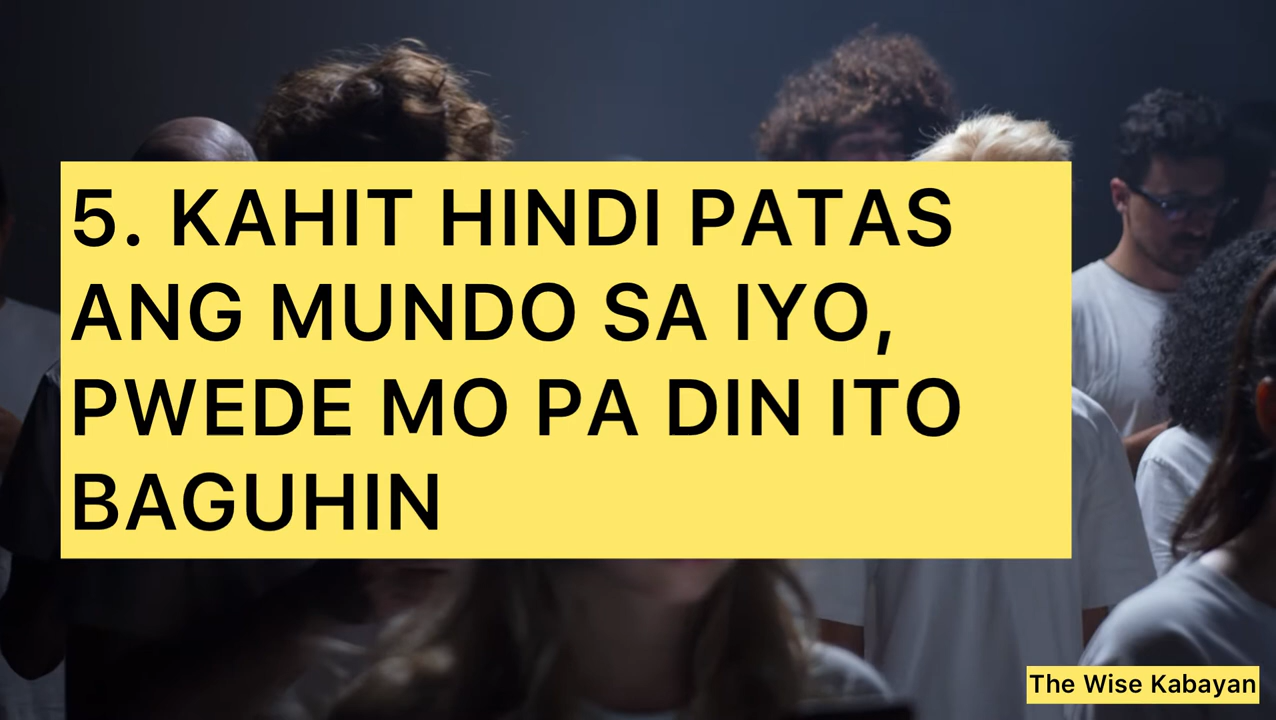 5. KAHIT HINDI PATAS
ANG MUNDO SA IYO,
PWEDE MO PA DIN ITO
BAGUHIN
The Wise Kabayan